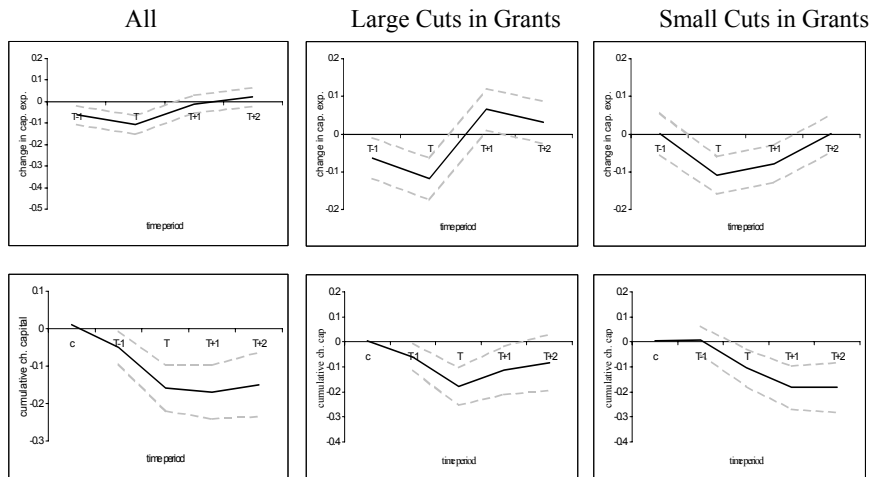 All
Large Cuts in Grants
Small Cuts in Grants
change in cap. exp.
0.2
0.1
0
-0.1
-0.2
-0.3
-0.4
-0.5
T-1
T
T+1
T+2
time period
change in cap. exp.
0.2
0.1
0
-0.1
-0.2
T-1
T
T+1
T+2
time period
change in cap. exp.
0.2
0.1
0
-0.1
-0.2
T-1
T
T+1
T+2
time period
cumulative ch. capital
0.1
0
-0.1
-0.2
-0.3
c
T-1
T
T+1
T+2
time period
cumulative ch. cap
0.2
0.1
0
-0.1
-0.2
-0.3
-0.4
c
T-1
T
T+1
T+2
time period
cumulative ch. cap
0.2
0.1
0
-0.1
-0.2
-0.3
-0.4
c
T-1
T
T+1
T+2
time period